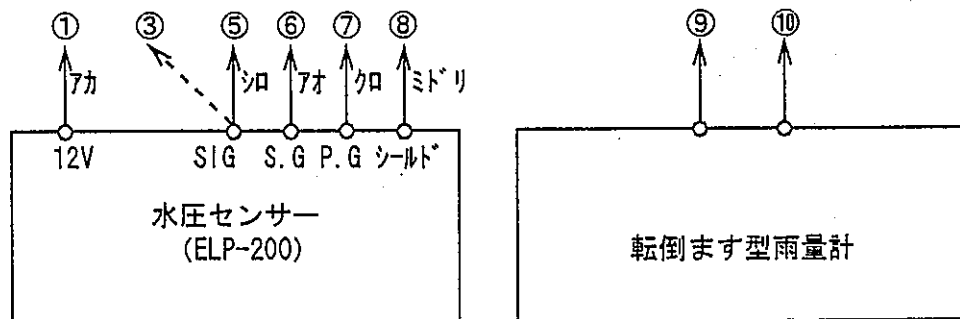 ① ③ ⑤ ⑥ ⑦ ⑧ ⑨ ⑩
アカ シロ アオ クロ ミドリ
12V SIG S.G P.G シールド
水圧センサー
(ELP-200)
転倒ます型雨量計